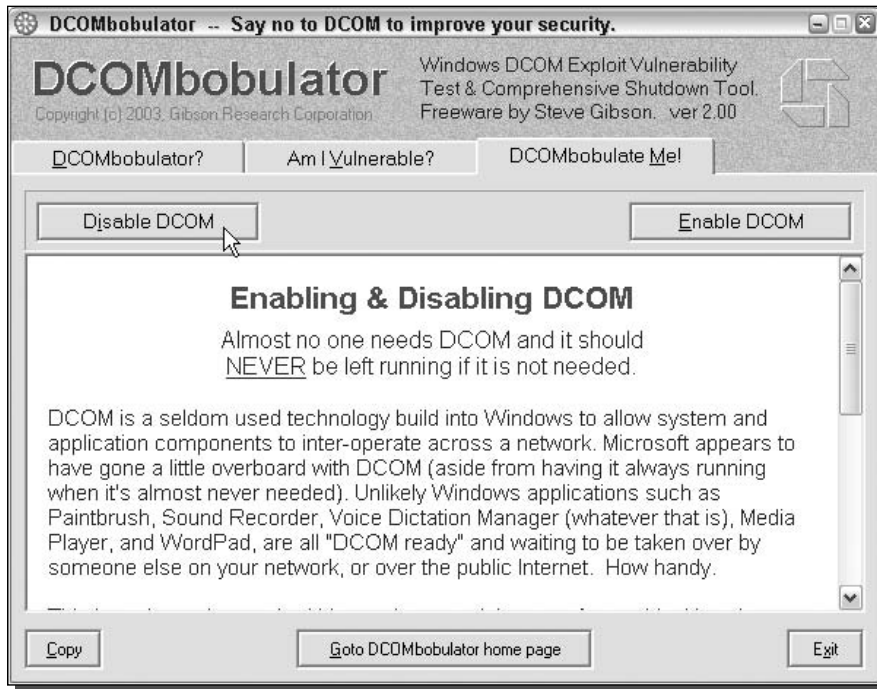 DCOMbobulator -- Say no to DCOM to improve your security.
DCOMbobulator
Copyright (c) 2003, Gibson Research Corporation
Windows DCOM Exploit Vulnerability
Test & Comprehensive Shutdown Tool.
Freeware by Steve Gibson. ver 2.00
DCOMbobulator?
Am I Vulnerable?
DCOMbobulate Me!
Disable DCOM
Enable DCOM
Enabling & Disabling DCOM
Almost no one needs DCOM and it should
NEVER be left running if it is not needed.
DCOM is a seldom used technology build into Windows to allow system and
application components to inter-operate across a network. Microsoft appears to
have gone a little overboard with DCOM (aside from having it always running
when it's almost never needed). Unlikely Windows applications such as
Paintbrush, Sound Recorder, Voice Dictation Manager (whatever that is), Media
Player, and WordPad, are all "DCOM ready" and waiting to be taken over by
someone else on your network, or over the public Internet. How handy.
Copy
Goto DCOMbobulator home page
Exit